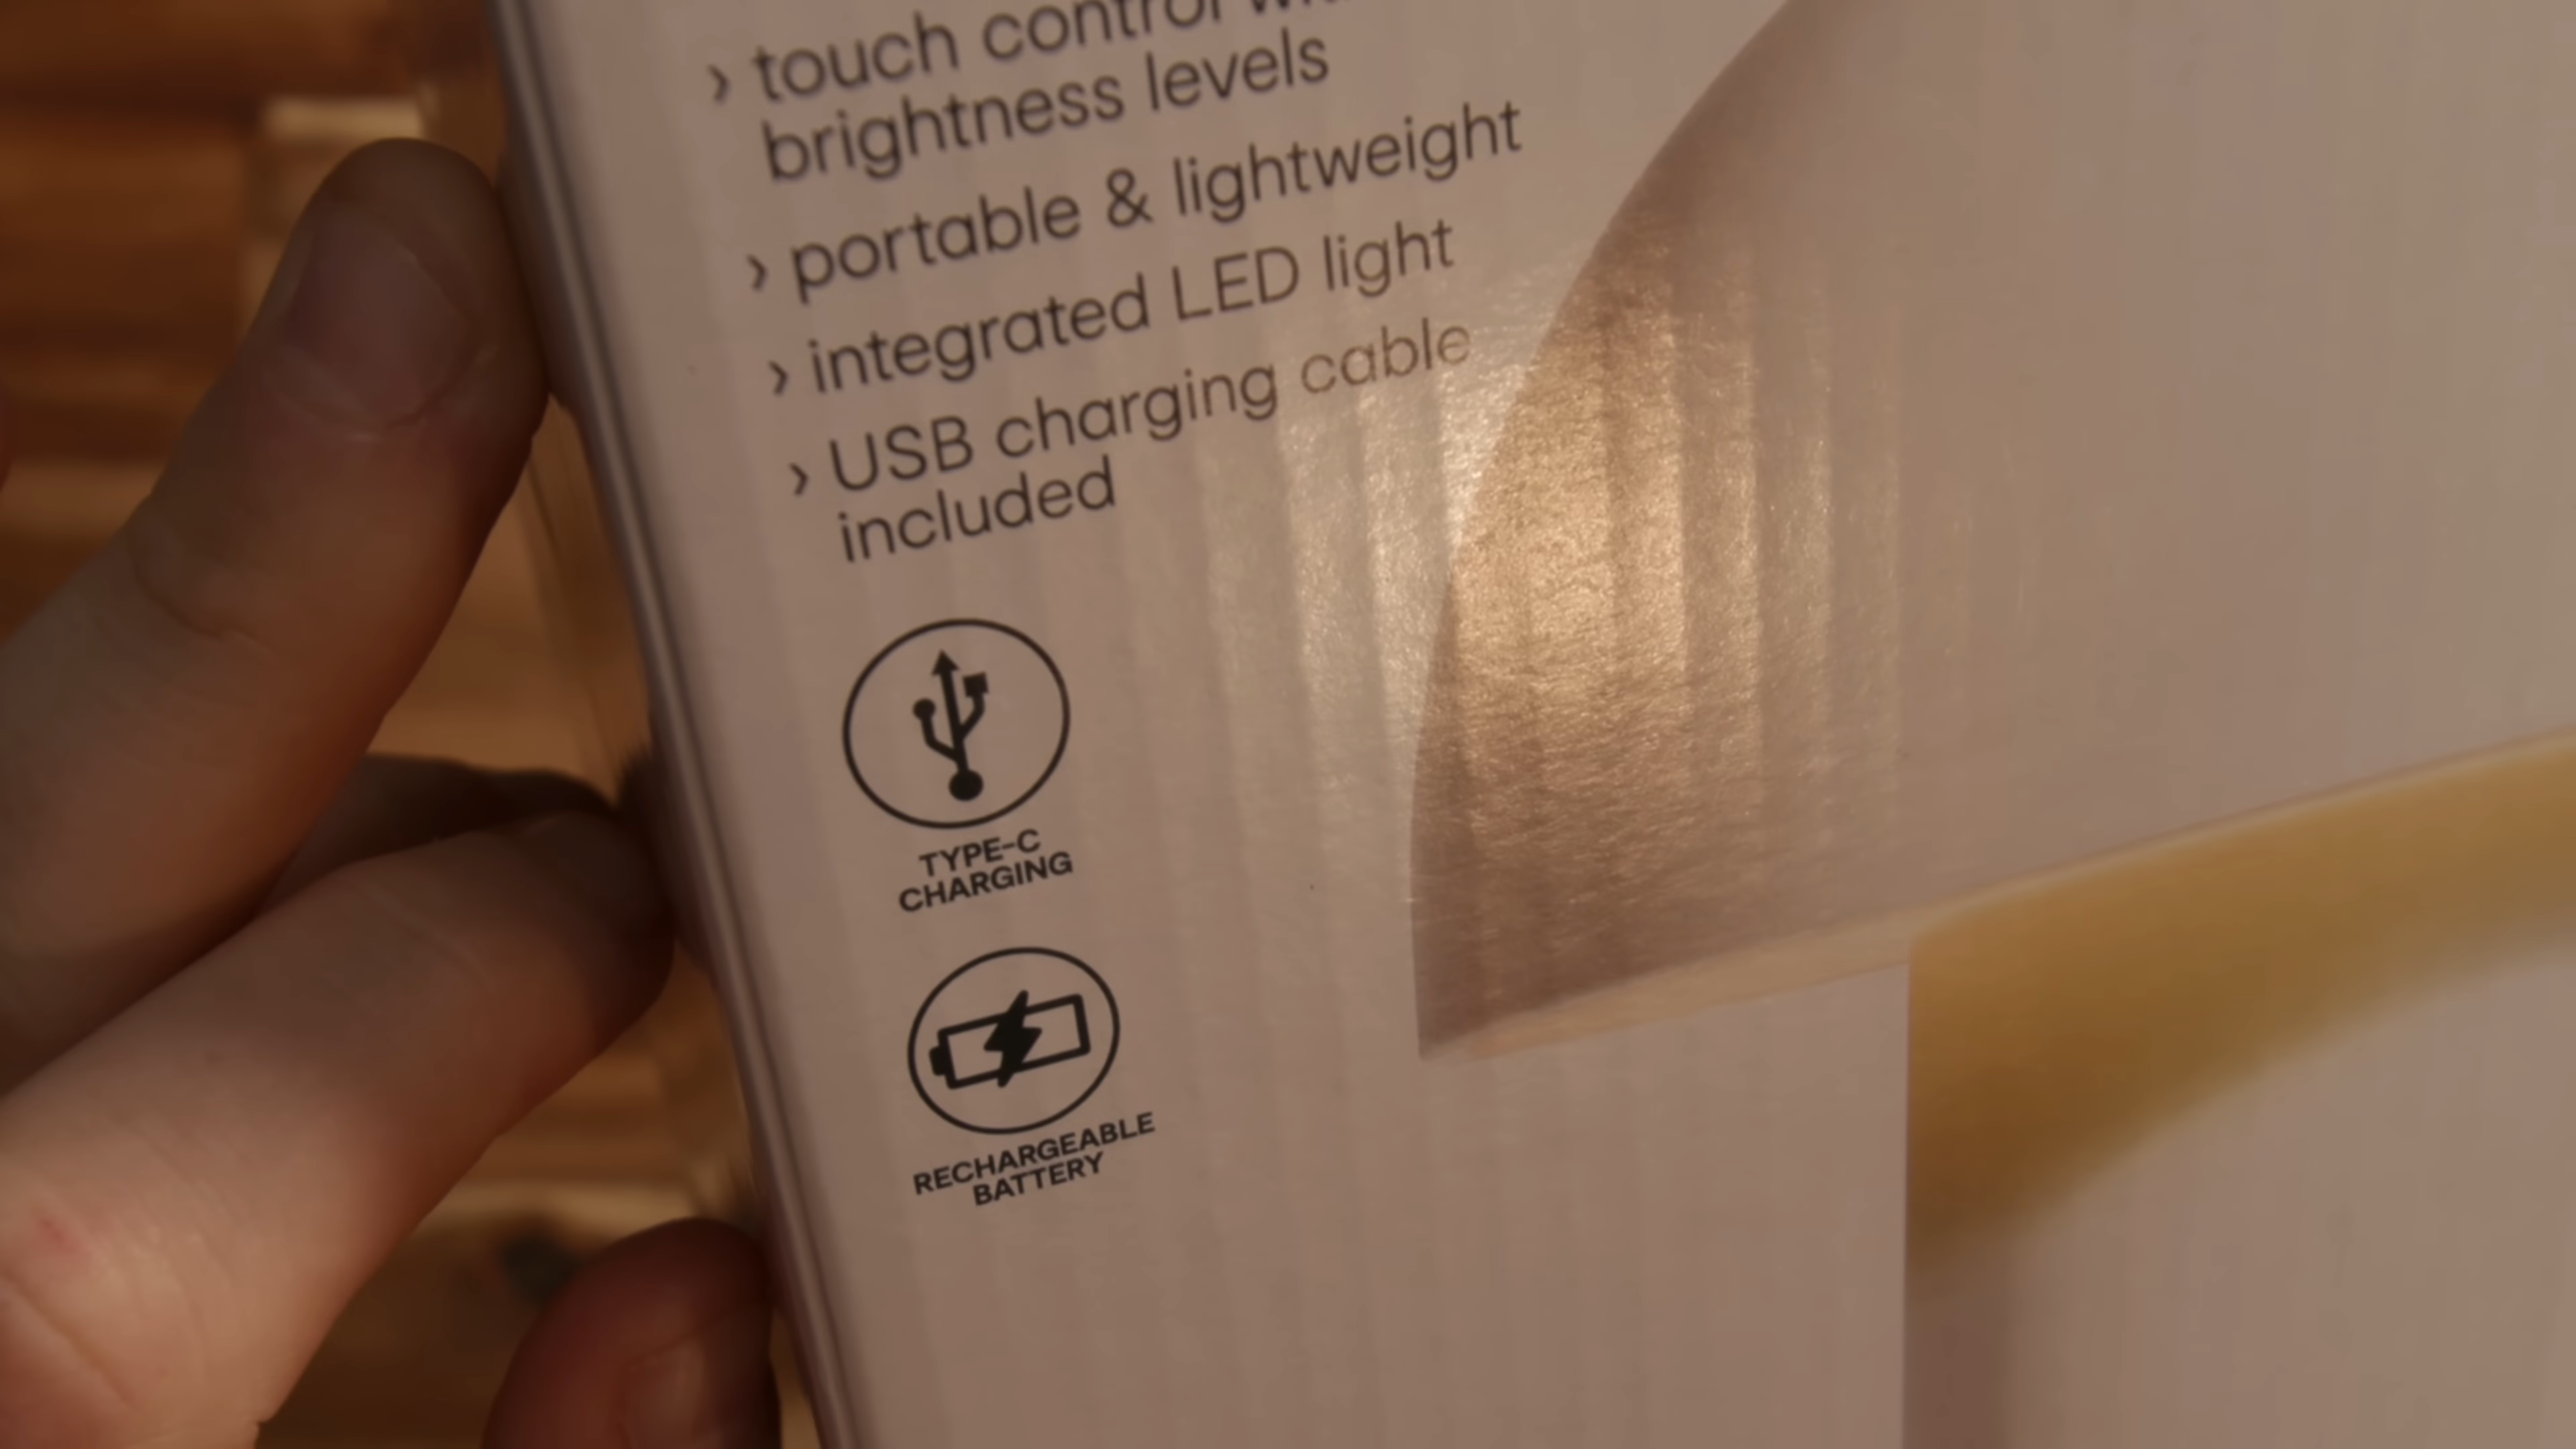 › touch control
brightness levels
› portable & lightweight
› integrated LED light
› USB charging cable
included
TYPE-C
CHARGING
RECHARGEABLE
BATTERY